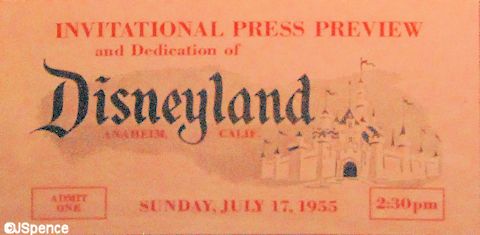 INVITATIONAL PRESS PREVIEW
and Dedication of
Disneyland
ANAHEIM, CALIF.
ADMIT
ONE
SUNDAY, JULY 17, 1955
2:30pm
©JSpence